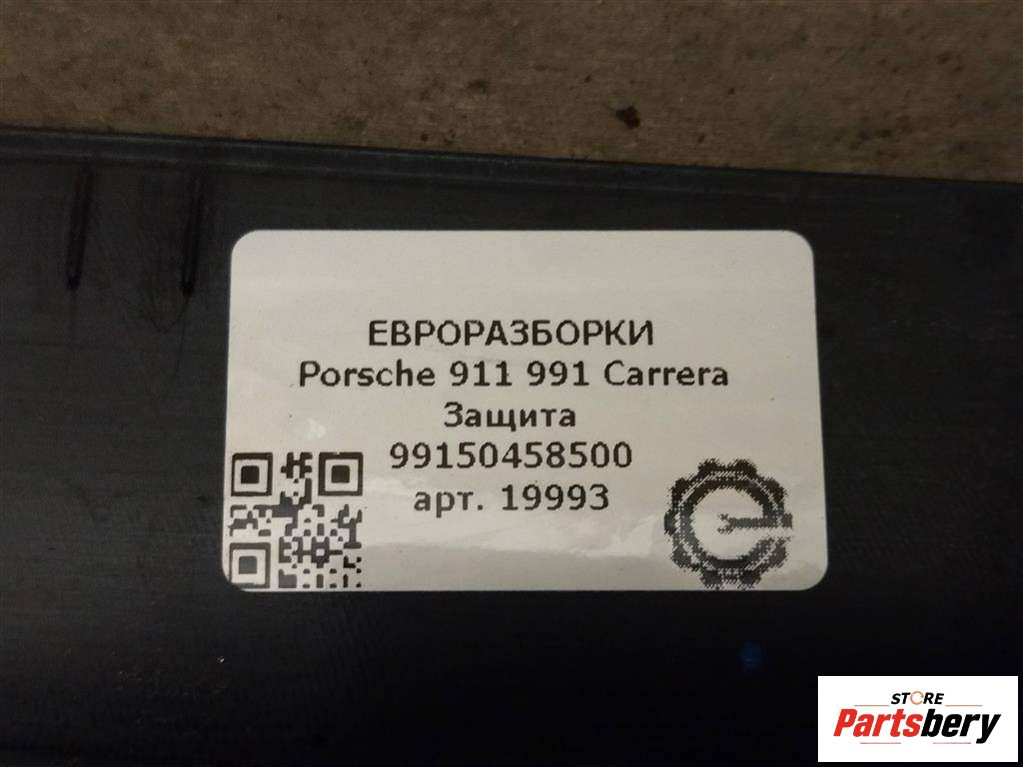 ЕВРОРАЗБОРКИ
Porsche 911 991 Carrera
Защита
99150458500
арт. 19993
STORE
Partsbery